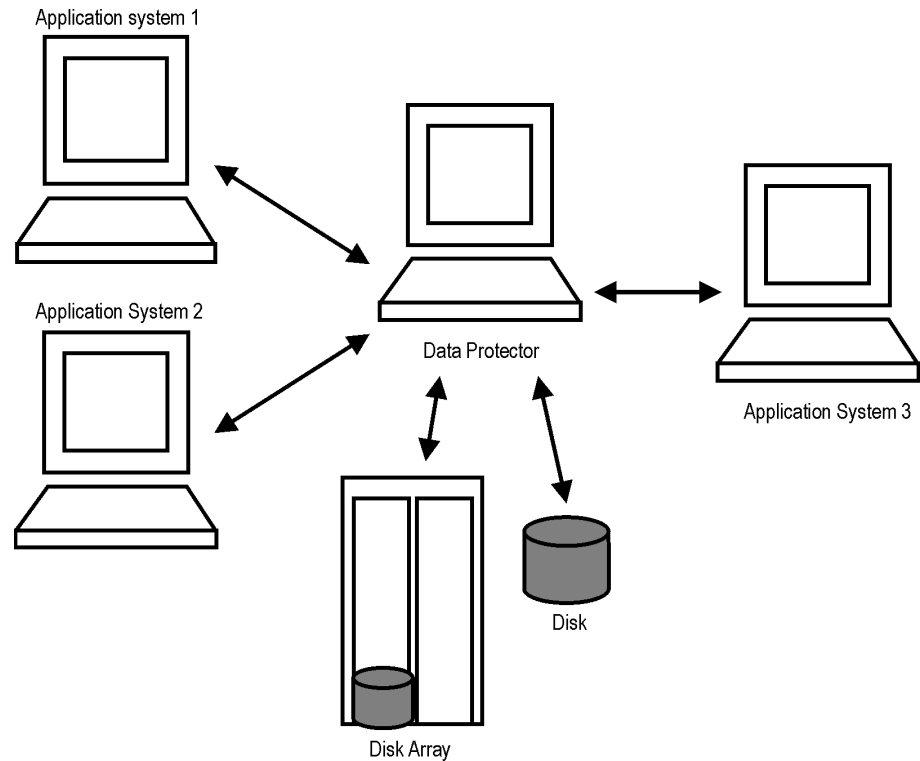 Application system 1
Application System 2
Data Protector
Application System 3
Disk
Disk Array